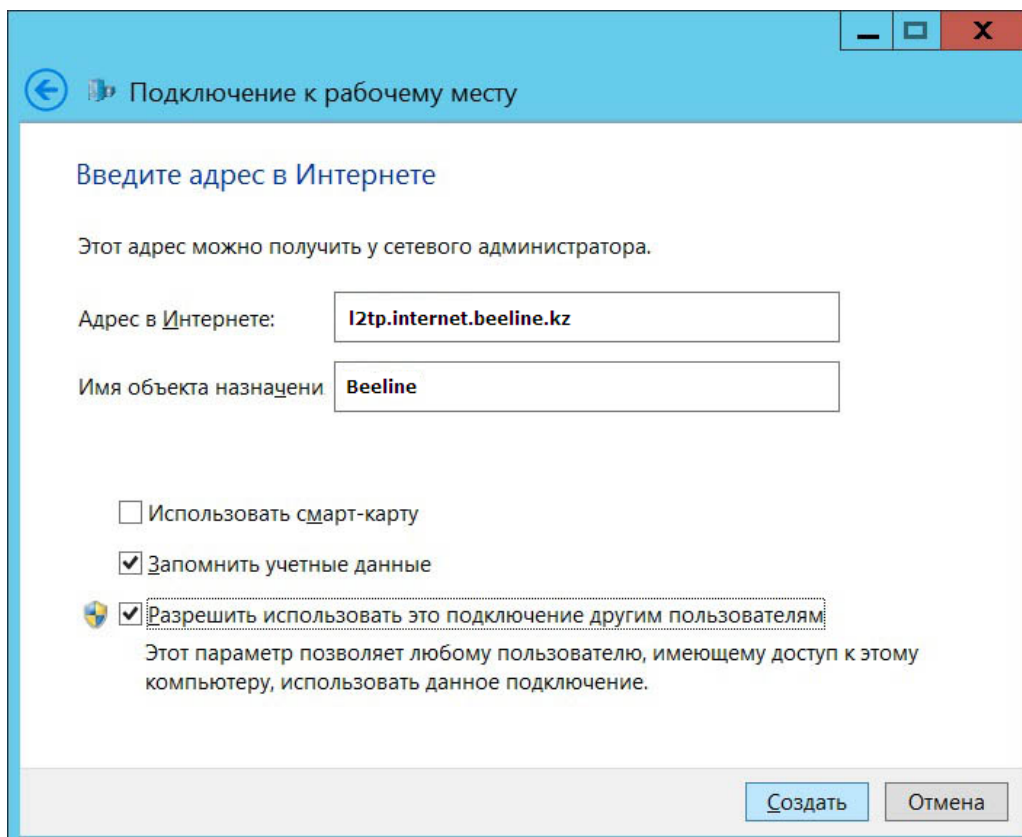 X
Подключение к рабочему месту
Введите адрес в Интернете
Этот адрес можно получить у сетевого администратора.
Адрес в Интернете: l2tp.internet.beeline.kz
Имя объекта назначени Beeline
Использовать смарт-карту
Запомнить учетные данные
Разрешить использовать это подключение другим пользователям
Этот параметр позволяет любому пользователю, имеющему доступ к этому
компьютеру, использовать данное подключение.
Создать Отмена